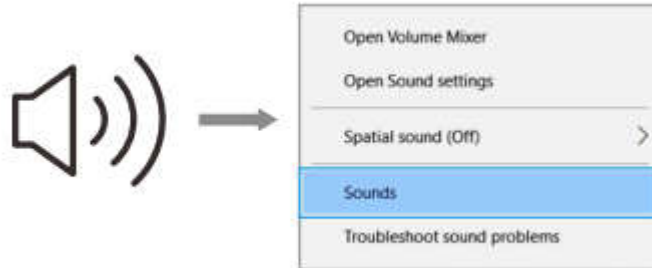 Open Volume Mixer
Open Sound settings
Spatial sound (Off)
Sounds
Troubleshoot sound problems